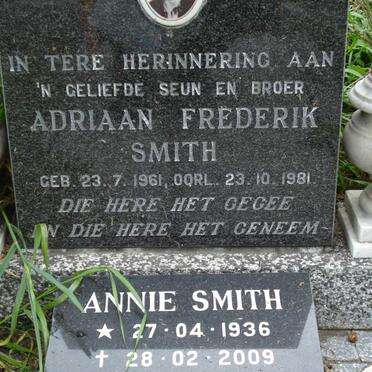 IN TERE HERINNERING AAN
'N GELIEFDE SEUN EN BROER
ADRIAAN FREDERIK
SMITH
GEB. 23. 7. 1961, OORL. 23. 10. 1981.
DIE HERE HET GEGEE
'N DIE HERE HET GENEEM
ANNIE SMITH
★ 27-04-1936
✝ 28-02-2009